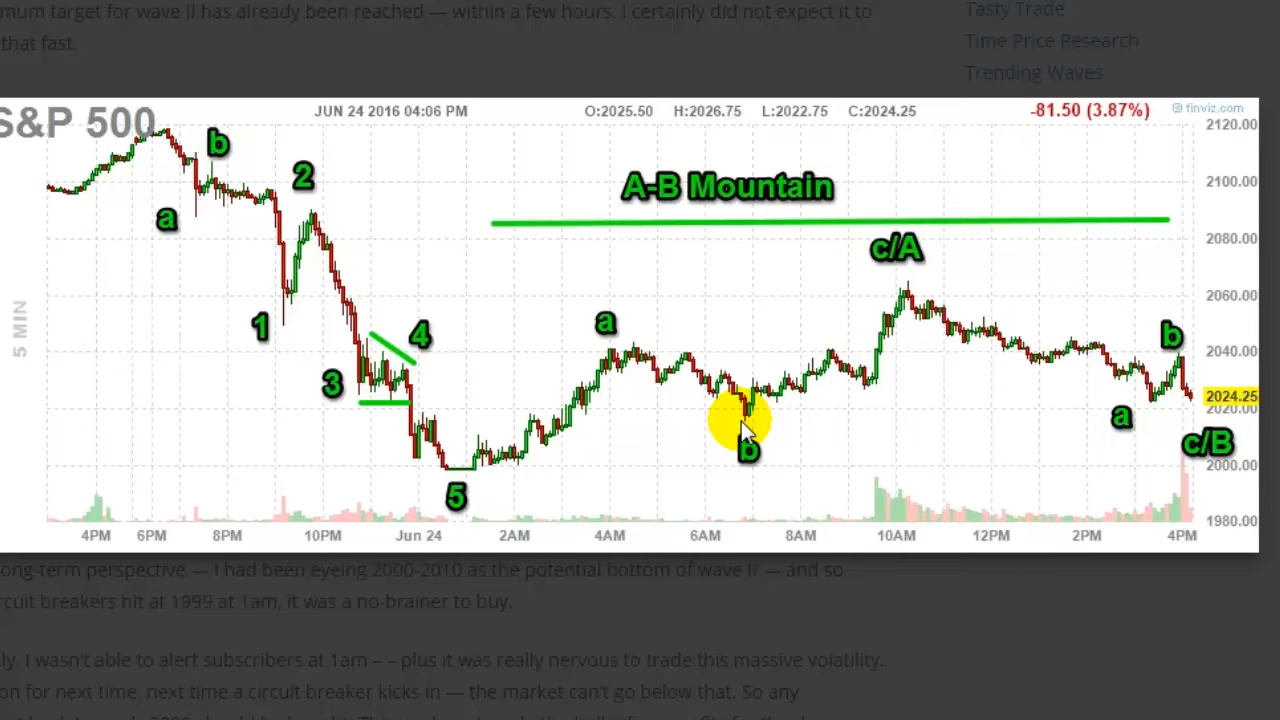 mum target for wave II has already been reached — within a few hours. I certainly did not expect it to
that fast.
Tasty Trade
Time Price Research
Trending Waves
S&P 500
JUN 24 2016 04:06 PM O:2025.50 H:2026.75 L:2022.75 C:2024.25 -81.50 (3.87%) © finviz.com
2120.00
b
2
A-B Mountain
2100.00
a
2080.00
c/A
2060.00
1
4
a
b
5 MIN
2040.00
3
2024.25
2020.00
a
b
c/B
2000.00
5
1980.00
4PM 6PM 8PM 10PM Jun 24 2AM 4AM 6AM 8AM 10AM 12PM 2PM 4PM
ong-term perspective — I had been eyeing 2000-2010 as the potential bottom of wave II — and so
rcuit breakers hit at 1999 at 1am, it was a no-brainer to buy.
ly, I wasn't able to alert subscribers at 1am – – plus it was really nervous to trade this massive volatility.
on for next time, next time a circuit breaker kicks in — the market can't go below that. So any